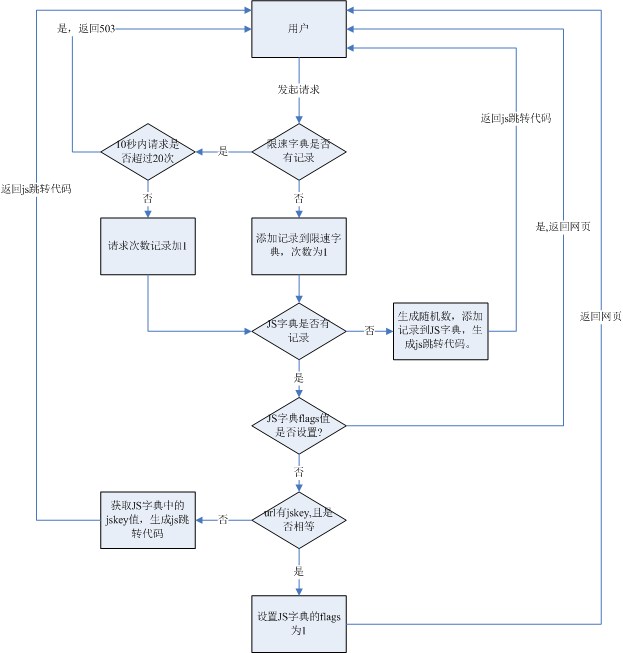 用户
是，返回503
发起请求
返回js跳转代码
10秒内请求是
否超过20次
是
限速字典是否
有记录
返回js跳转代码
否
否
请求次数记录加1
添加记录到限速字
典，次数为1
是,返回网页
JS字典是否有
记录
否
生成随机数，添加
记录到JS字典，生
成js跳转代码。
返回网页
是
JS字典flags值
是否设置?
否
获取JS字典中的
jskey值，生成js跳
转代码
否
url有jskey,且是
否相等
是
设置JS字典的flags
为1